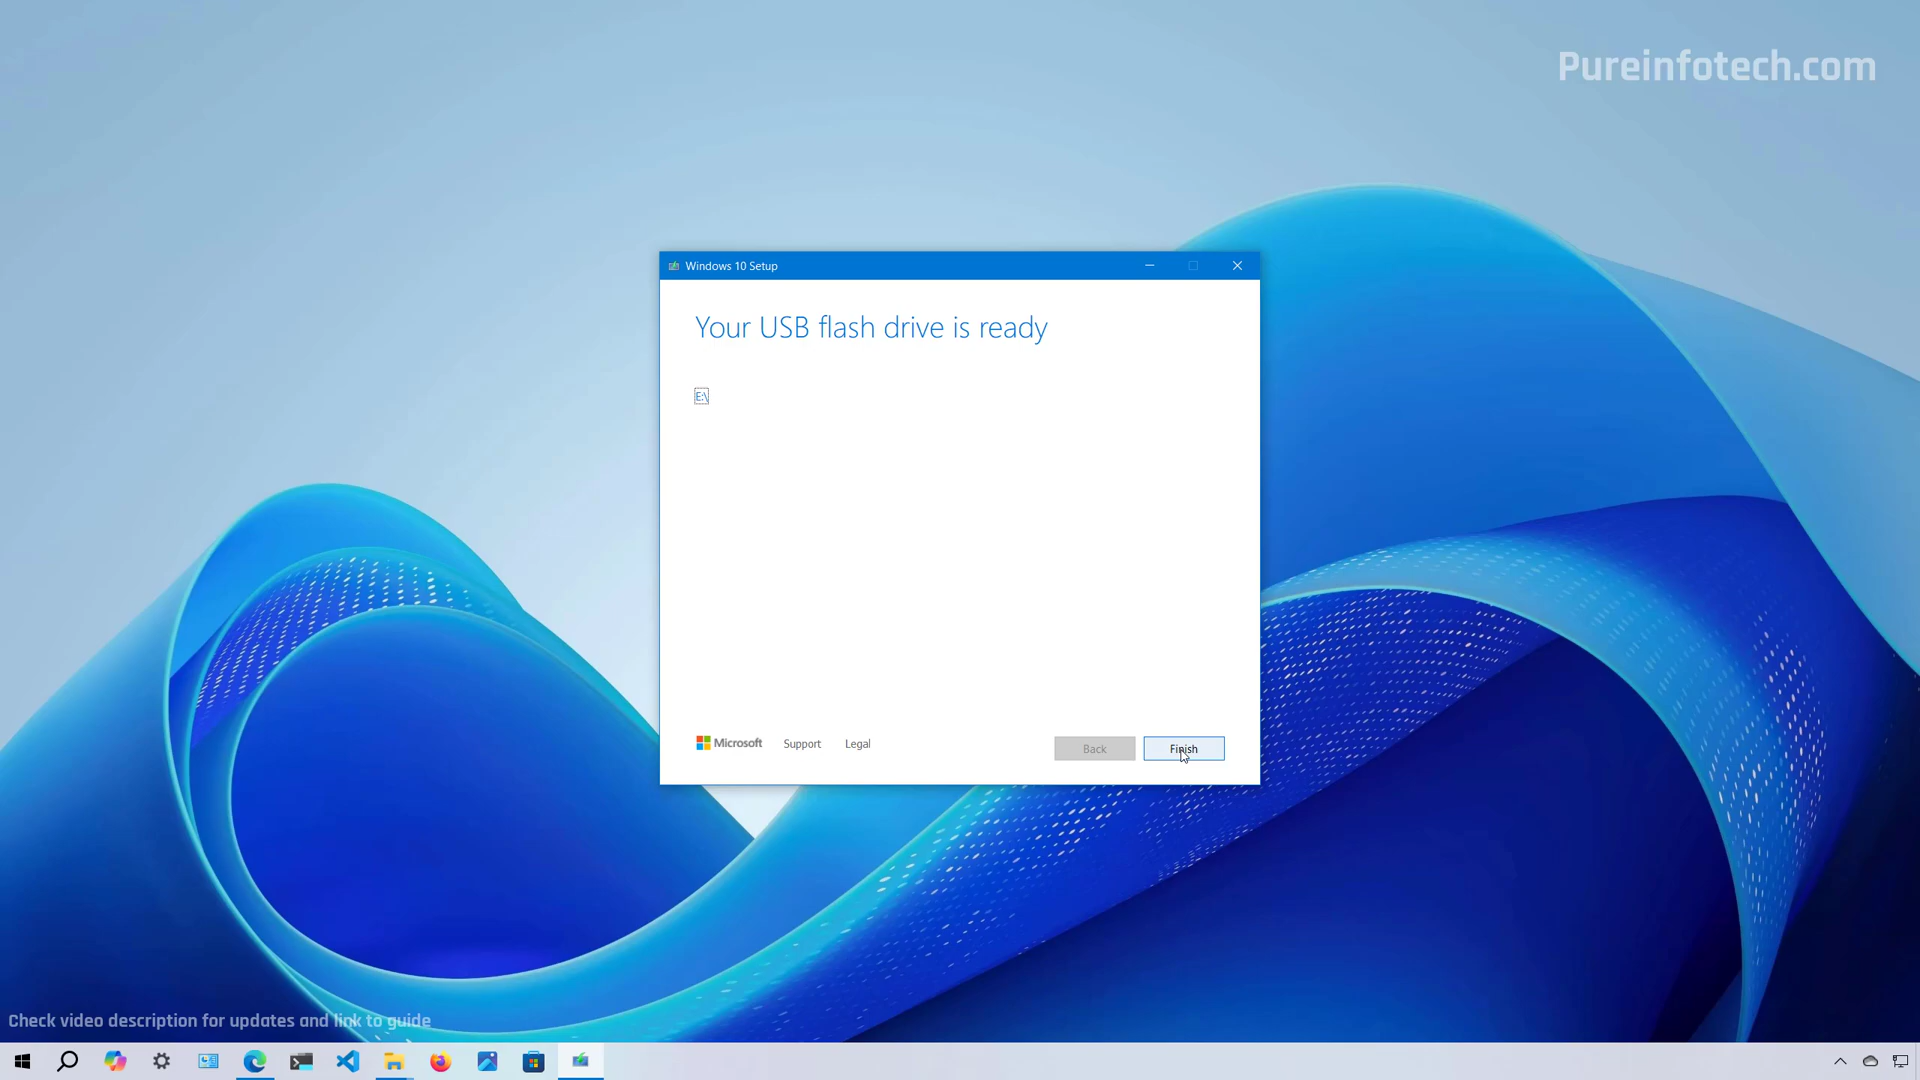 Pureinfotech.com
Windows 10 Setup
Your USB flash drive is ready
E:\
Microsoft Support Legal Back Finish
Check video description for updates and link to guide